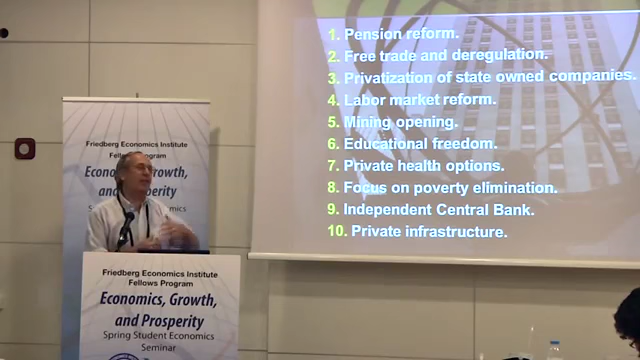 1. Pension reform.
2. Free trade and deregulation.
3. Privatization of state owned companies.
4. Labor market reform.
5. Mining opening.
6. Educational freedom.
7. Private health options.
8. Focus on poverty elimination.
9. Independent Central Bank.
10. Private infrastructure.
Friedberg Economics Institute
Program
Growth,
and Prosperity
Economics
Friedberg Economics Institute
Fellows Program
Economics, Growth,
and Prosperity
Spring Student Economics
Seminar